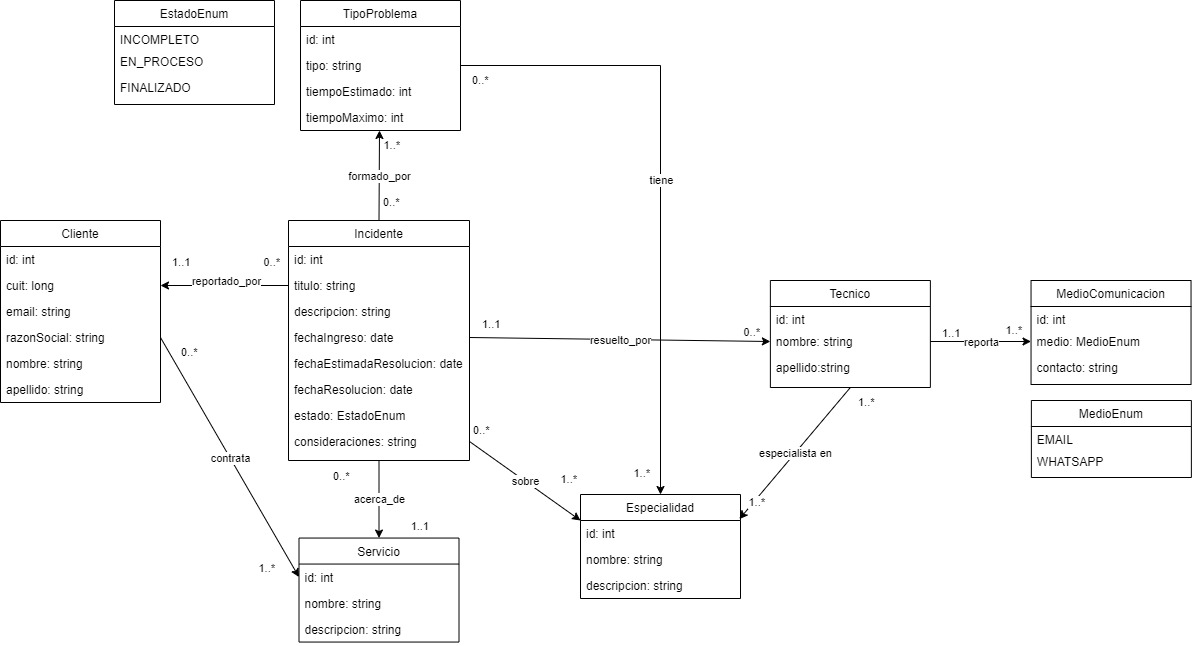 EstadoEnum
INCOMPLETO
EN_PROCESO
FINALIZADO
TipoProblema
id: int
tipo: string
tiempoEstimado: int
tiempoMaximo: int
0..*
1..*
formado_por
0..*
tiene
Cliente
id: int
cuit: long
email: string
razonSocial: string
nombre: string
apellido: string
1..1
0..*
reportado_por
Incidente
id: int
titulo: string
descripcion: string
fechaIngreso: date
fechaEstimadaResolucion: date
fechaResolucion: date
estado: EstadoEnum
consideraciones: string
1..1
0..*
resuelto_por
Tecnico
id: int
nombre: string
apellido:string
1..1
1..*
reporta
MedioComunicacion
id: int
medio: MedioEnum
contacto: string
MedioEnum
EMAIL
WHATSAPP
0..*
contrata
1..*
0..*
acerca_de
1..1
0..*
sobre
1..*
1..*
1..*
especialista en
1..*
Servicio
id: int
nombre: string
descripcion: string
Especialidad
id: int
nombre: string
descripcion: string